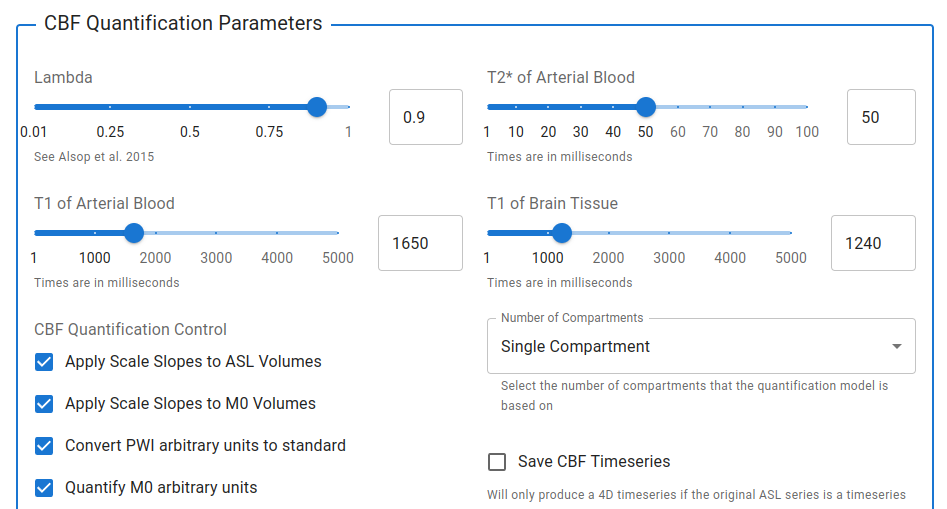 CBF Quantification Parameters
Lambda
0.9
0.01 0.25 0.5 0.75 1
See Alsop et al. 2015
T2* of Arterial Blood
50
1 10 20 30 40 50 60 70 80 90 100
Times are in milliseconds
T1 of Arterial Blood
1650
1 1000 2000 3000 4000 5000
Times are in milliseconds
T1 of Brain Tissue
1240
1 1000 2000 3000 4000 5000
Times are in milliseconds
CBF Quantification Control
Apply Scale Slopes to ASL Volumes
Apply Scale Slopes to M0 Volumes
Convert PWI arbitrary units to standard
Quantify M0 arbitrary units
Number of Compartments
Single Compartment
Select the number of compartments that the quantification model is
based on
Save CBF Timeseries
Will only produce a 4D timeseries if the original ASL series is a timeseries